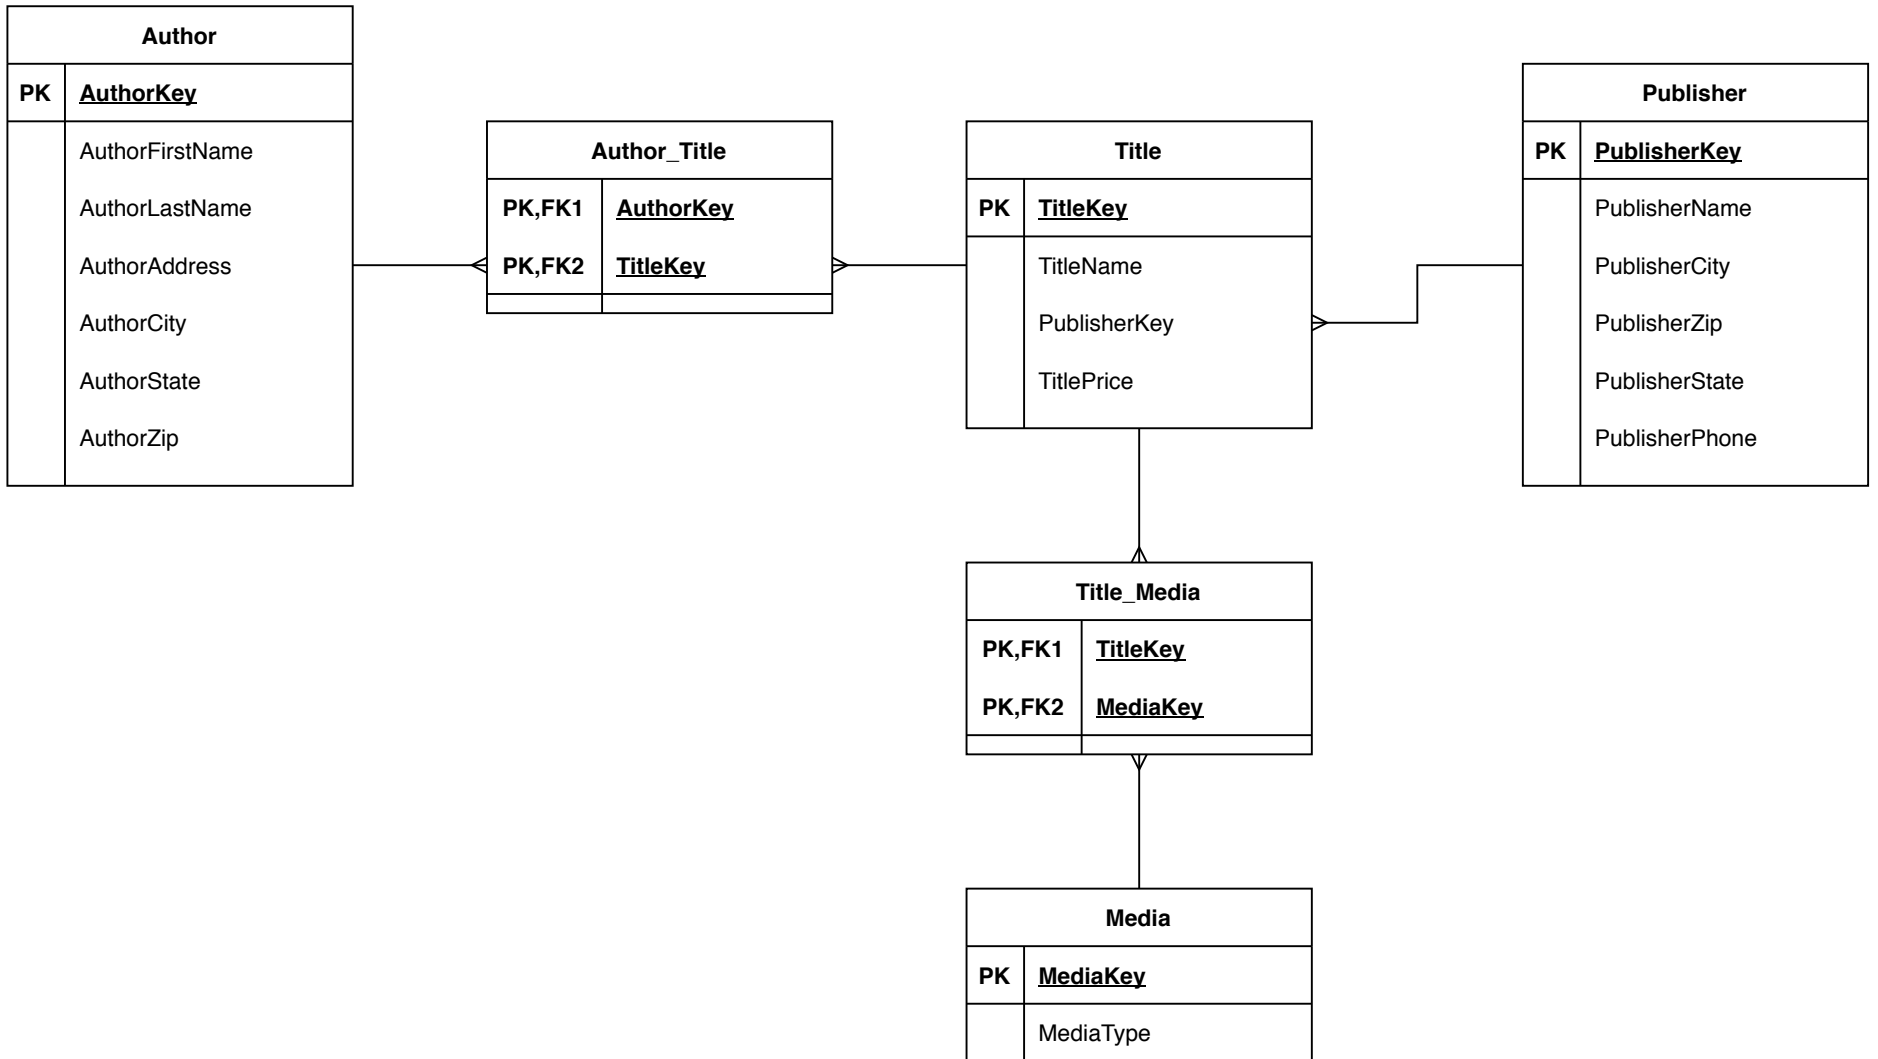 Author
PK AuthorKey
AuthorFirstName
AuthorLastName
AuthorAddress
AuthorCity
AuthorState
AuthorZip
Author_Title
PK,FK1 AuthorKey
PK,FK2 TitleKey
Title
PK TitleKey
TitleName
PublisherKey
TitlePrice
Publisher
PK PublisherKey
PublisherName
PublisherCity
PublisherZip
PublisherState
PublisherPhone
Title_Media
PK,FK1 TitleKey
PK,FK2 MediaKey
Media
PK MediaKey
MediaType